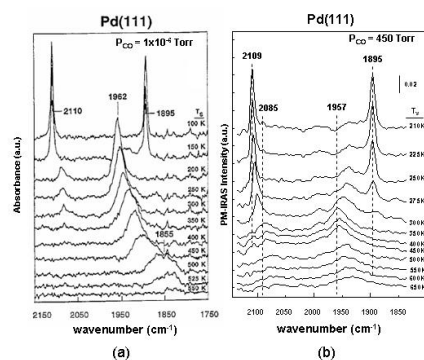 Pd(111)
P_CO = 1x10⁻⁶ Torr
2110
1962
1895
T_S
100 K
150 K
200 K
250 K
300 K
350 K
400 K
450 K
500 K
525 K
550 K
1855
Absorbance (a.u.)
2150 2050 1950 1850 1750
wavenumber (cm⁻¹)
(a)
Pd(111)
P_CO = 450 Torr
2109
1895
2085
1957
0.02
210 K
225 K
250 K
275 K
300 K
350 K
400 K
450 K
500 K
550 K
600 K
650 K
PM-IRAS Intensity (a.u.)
2100 2050 2000 1950 1900 1850
wavenumber (cm⁻¹)
(b)